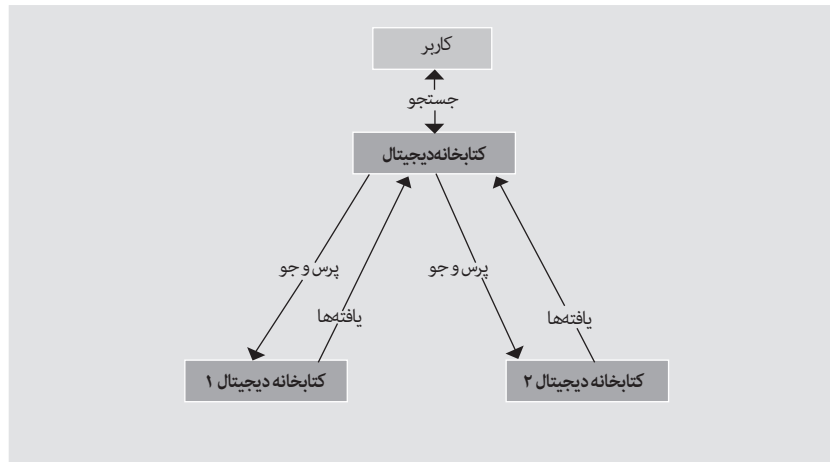 کاربر
جستجو
کتابخانه‌دیجیتال
پرس و جو
پرس و جو
یافته‌ها
یافته‌ها
کتابخانه دیجیتال ۲
کتابخانه دیجیتال ۱